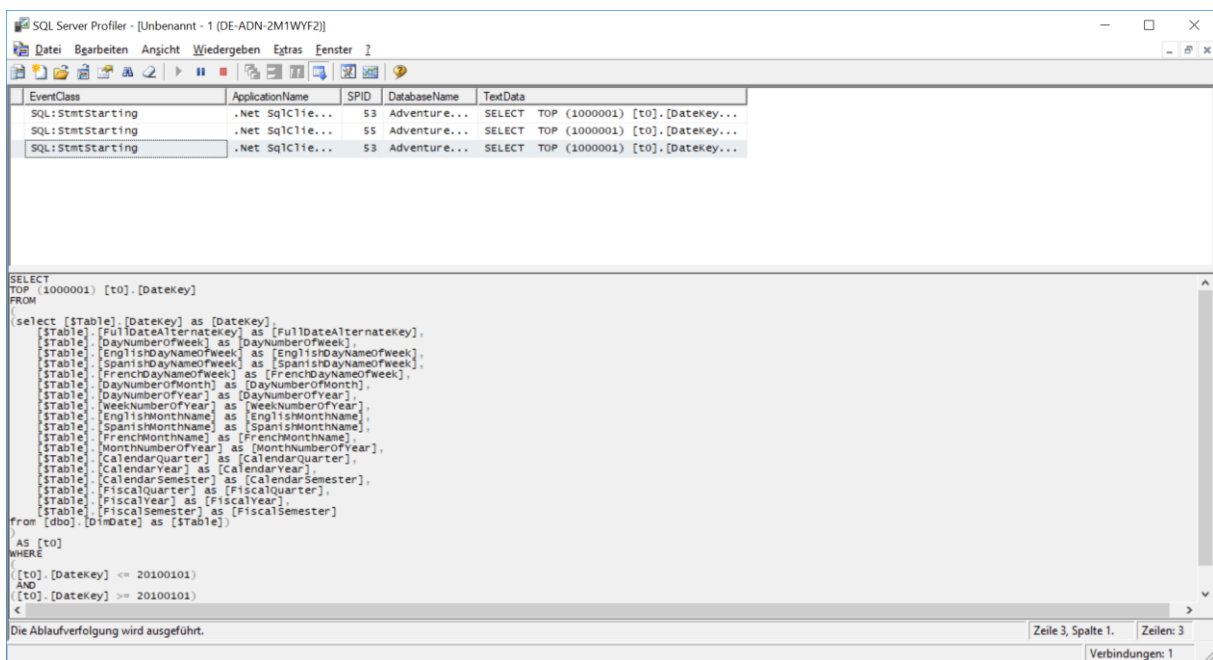 SQL Server Profiler - [Unbenannt - 1 (DE-ADN-2M1WYF2)]
Datei Bearbeiten Ansicht Wiedergeben Extras Fenster ?
EventClass ApplicationName SPID DatabaseName TextData
SQL:StmtStarting .Net SqlClie... 53 Adventure... SELECT TOP (1000001) [t0].[DateKey...
SQL:StmtStarting .Net SqlClie... 55 Adventure... SELECT TOP (1000001) [t0].[DateKey...
SQL:StmtStarting .Net SqlClie... 53 Adventure... SELECT TOP (1000001) [t0].[DateKey...
SELECT
TOP (1000001) [t0].[DateKey]
FROM
(
(select [$Table].[DateKey] as [DateKey],
[$Table].[FullDateAlternateKey] as [FullDateAlternateKey],
[$Table].[DayNumberOfWeek] as [DayNumberOfWeek],
[$Table].[EnglishDayNameOfWeek] as [EnglishDayNameOfWeek],
[$Table].[SpanishDayNameOfWeek] as [SpanishDayNameOfWeek],
[$Table].[FrenchDayNameOfWeek] as [FrenchDayNameOfWeek],
[$Table].[DayNumberOfMonth] as [DayNumberOfMonth],
[$Table].[DayNumberOfYear] as [DayNumberOfYear],
[$Table].[WeekNumberOfYear] as [WeekNumberOfYear],
[$Table].[EnglishMonthName] as [EnglishMonthName],
[$Table].[SpanishMonthName] as [SpanishMonthName],
[$Table].[FrenchMonthName] as [FrenchMonthName],
[$Table].[MonthNumberOfYear] as [MonthNumberOfYear],
[$Table].[CalendarQuarter] as [CalendarQuarter],
[$Table].[CalendarYear] as [CalendarYear],
[$Table].[CalendarSemester] as [CalendarSemester],
[$Table].[FiscalQuarter] as [FiscalQuarter],
[$Table].[FiscalYear] as [FiscalYear],
[$Table].[FiscalSemester] as [FiscalSemester]
from [dbo].[DimDate] as [$Table])
)
AS [t0]
WHERE
(
([t0].[DateKey] <= 20100101)
AND
([t0].[DateKey] >= 20100101)
Die Ablaufverfolgung wird ausgeführt. Zeile 3, Spalte 1. Zeilen: 3
Verbindungen: 1